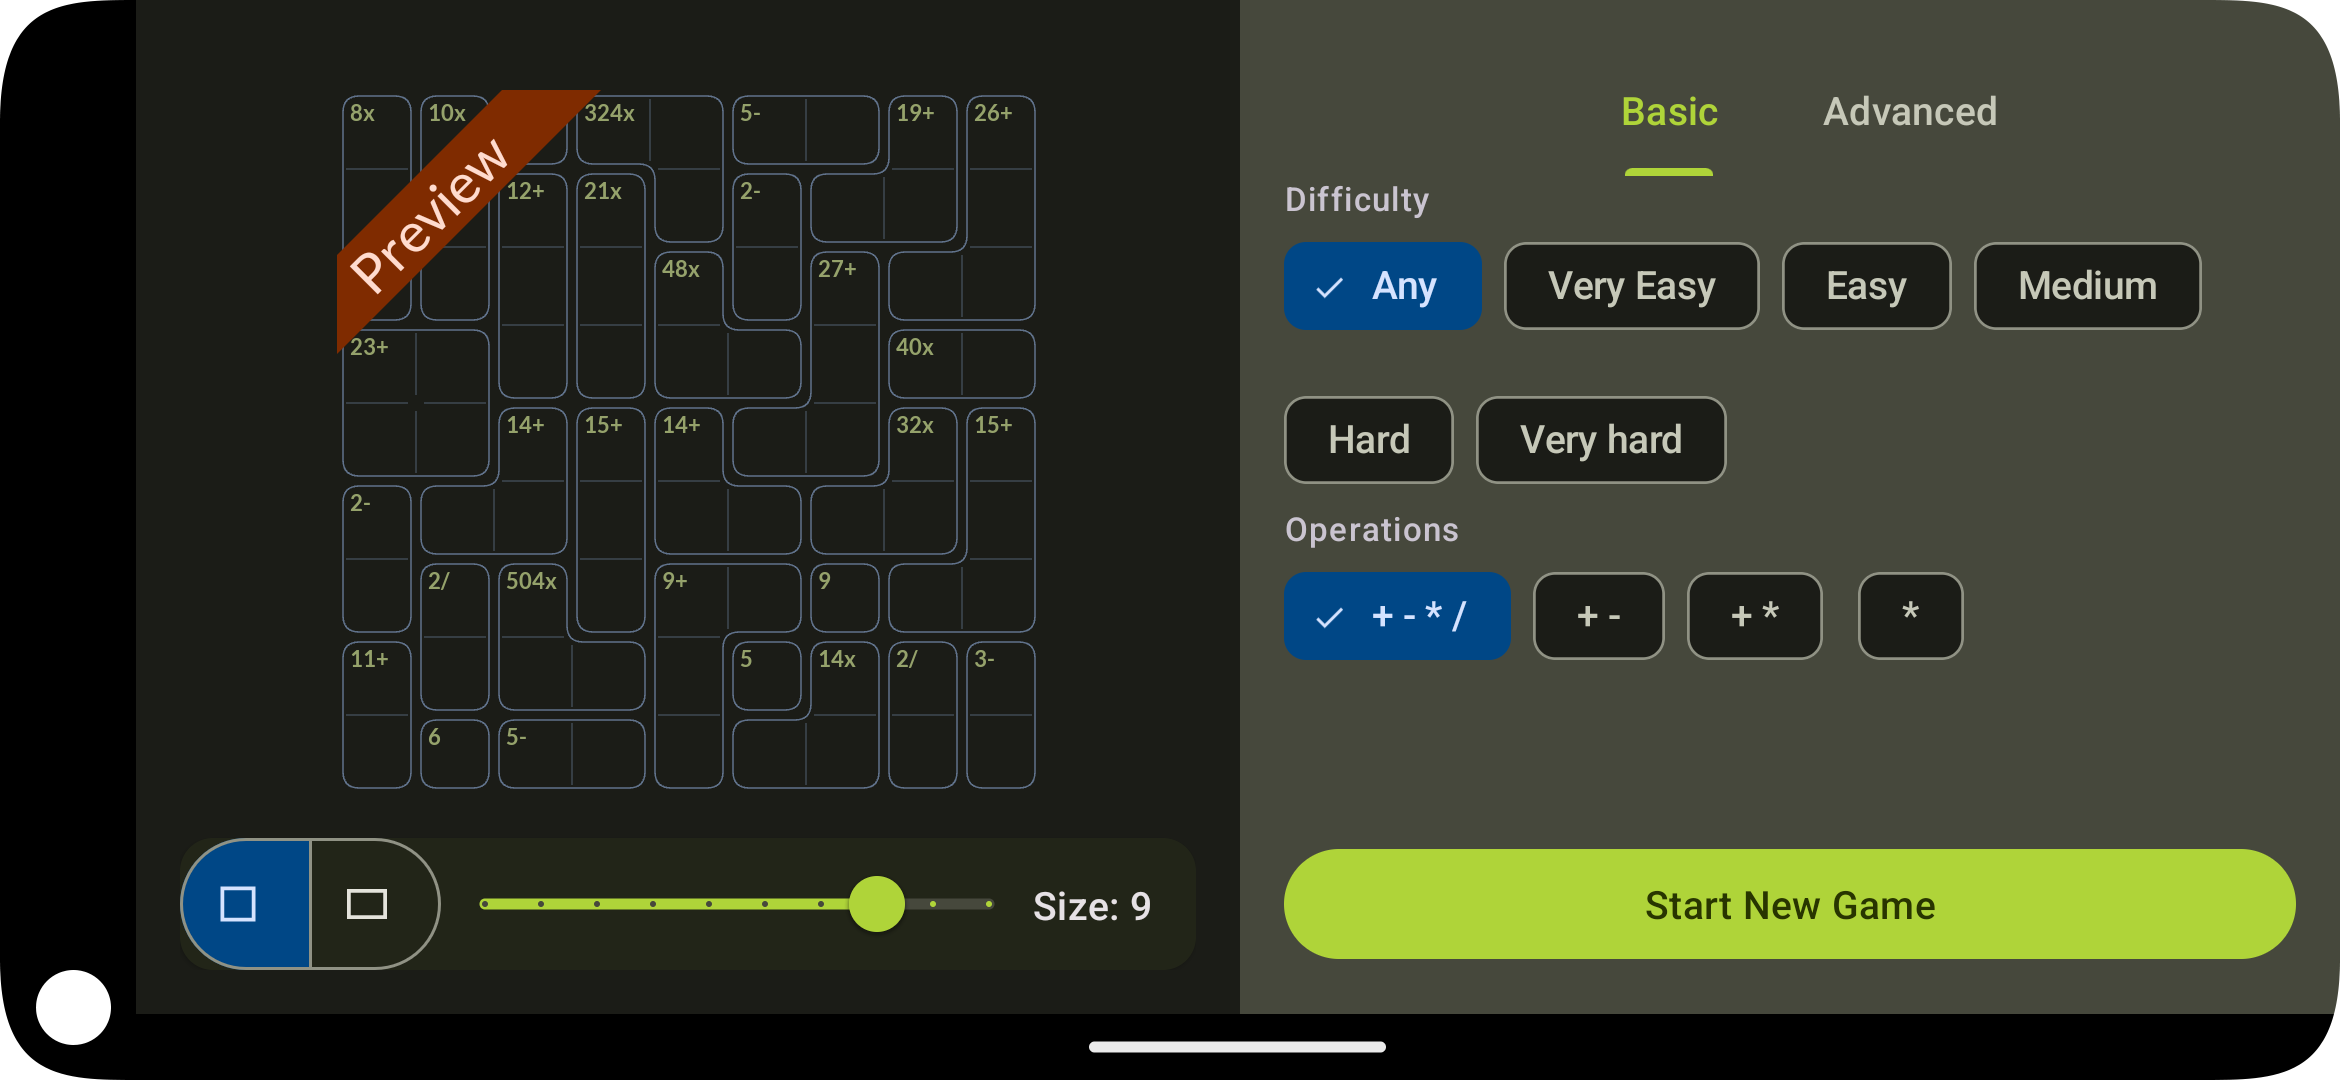 8x 10x 324x 5- 19+ 26+
Preview
12+ 21x 2-
48x 27+
23+ 40x
14+ 15+ 14+ 32x 15+
2-
2/ 504x 9+ 9
11+ 5 14x 2/ 3-
6 5-
Size: 9
Basic Advanced
Difficulty
Any Very Easy Easy Medium
Hard Very hard
Operations
+ - * / + - + * *
Start New Game